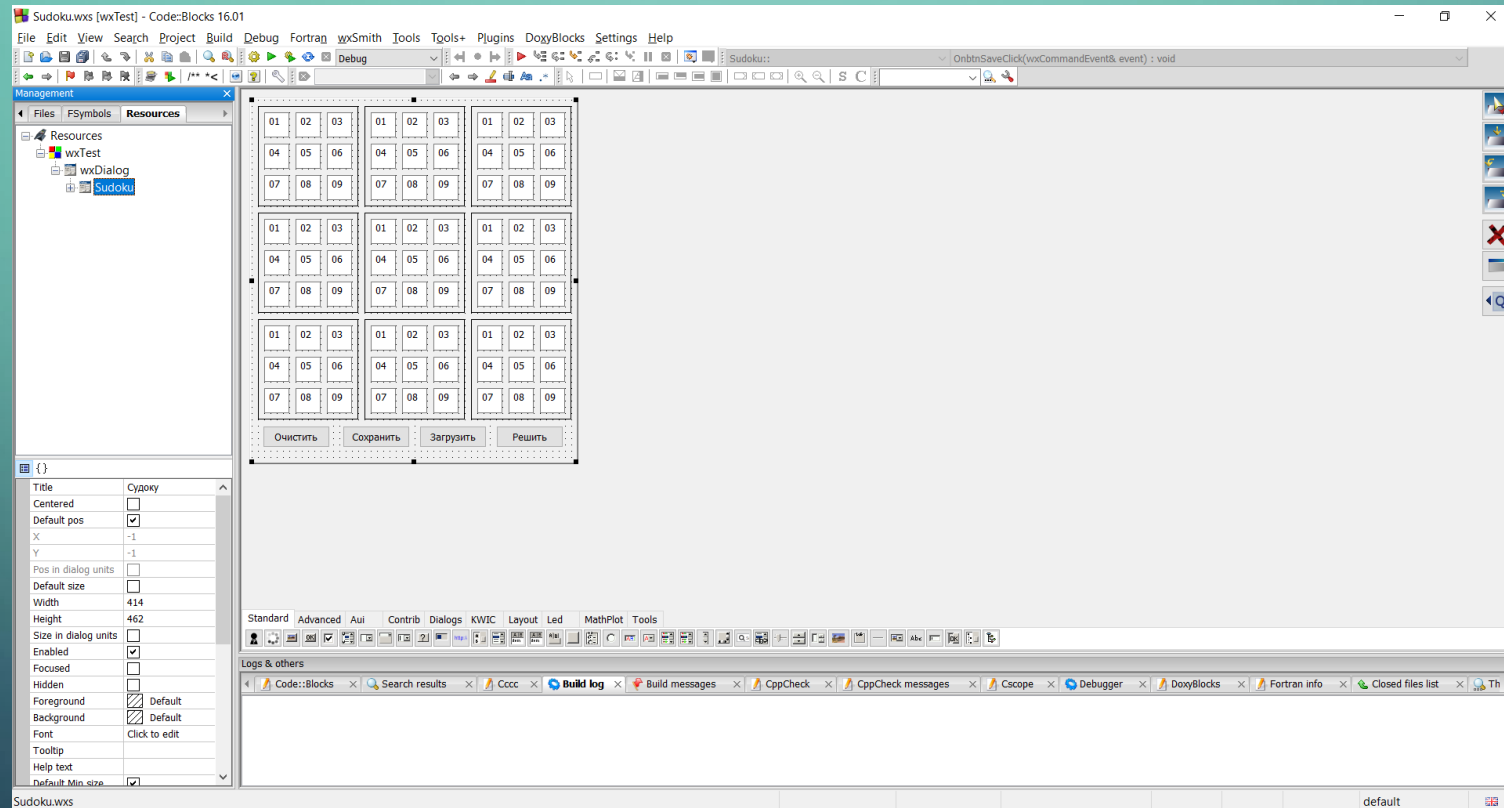 Sudoku.wxs [wxTest] - Code::Blocks 16.01
File Edit View Search Project Build Debug Fortran wxSmith Tools Tools+ Plugins DoxyBlocks Settings Help
Debug
Sudoku::
OnbtnSaveClick(wxCommandEvent& event) : void
/** *<
S C
Management
Files FSymbols Resources
Resources
wxTest
wxDialog
Sudoku
01 02 03 01 02 03 01 02 03
04 05 06 04 05 06 04 05 06
07 08 09 07 08 09 07 08 09
01 02 03 01 02 03 01 02 03
04 05 06 04 05 06 04 05 06
07 08 09 07 08 09 07 08 09
01 02 03 01 02 03 01 02 03
04 05 06 04 05 06 04 05 06
07 08 09 07 08 09 07 08 09
Очистить Сохранить Загрузить Решить
{}
Title Судоку
Centered
Default pos
X -1
Y -1
Pos in dialog units
Default size
Width 414
Height 462
Size in dialog units
Enabled
Focused
Hidden
Foreground Default
Background Default
Font Click to edit
Tooltip
Help text
Default Min size
Standard Advanced Aui Contrib Dialogs KWIC Layout Led MathPlot Tools
Logs & others
Code::Blocks Search results Cccc Build log Build messages CppCheck CppCheck messages Cscope Debugger DoxyBlocks Fortran info Closed files list Th
Sudoku.wxs default